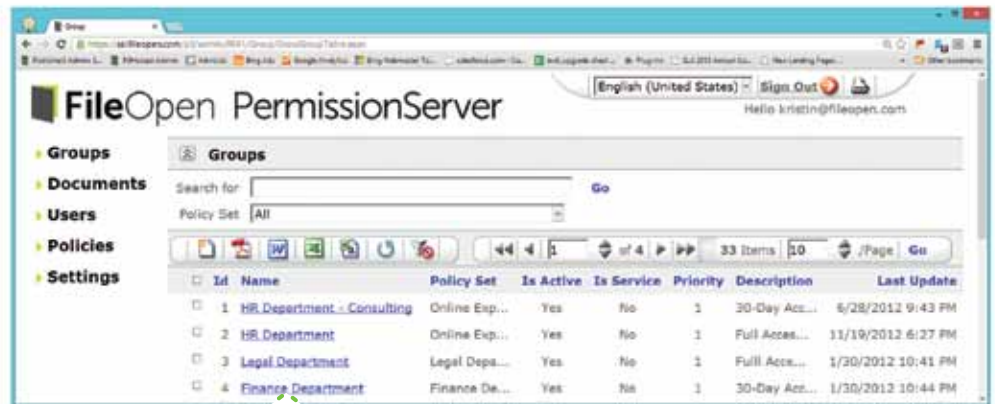 Group
English (United States)
Sign Out
FileOpen PermissionServer
Hello kristin@fileopen.com
Groups
Documents
Users
Policies
Settings
Groups
Search for
Go
Policy Set
All
1 of 4
33 Items 10 /Page Go
Id Name Policy Set Is Active Is Service Priority Description Last Update
1 HR Department - Consulting Online Exp... Yes No 1 30-Day Acc... 6/28/2012 9:43 PM
2 HR Department Online Exp... Yes No 1 Full Acces... 11/19/2012 6:27 PM
3 Legal Department Legal Depa... Yes No 1 Fulll Acce... 1/30/2012 10:41 PM
4 Finance Department Finance De... Yes No 1 30-Day Acc... 1/30/2012 10:44 PM